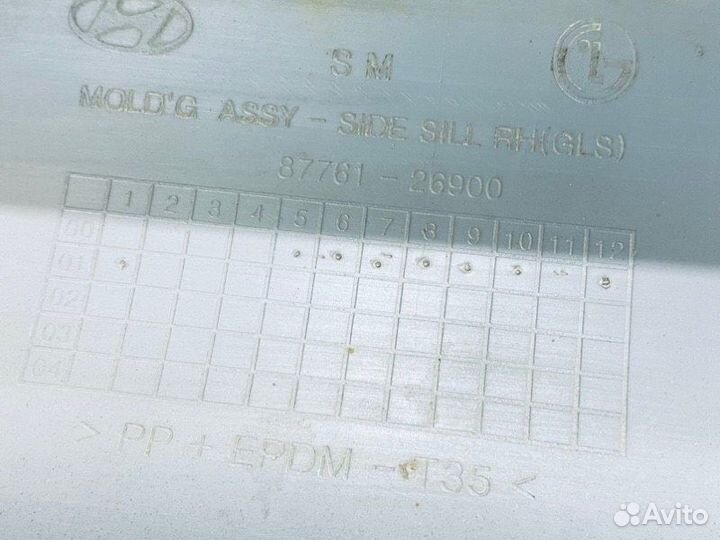 SM
MOLD'G ASSY - SIDE SILL RH(GLS)
87761-26900
1 2 3 4 5 6 7 8 9 10 11 12
00
01
02
03
04
> PP + EPDM - T35 <
Avito